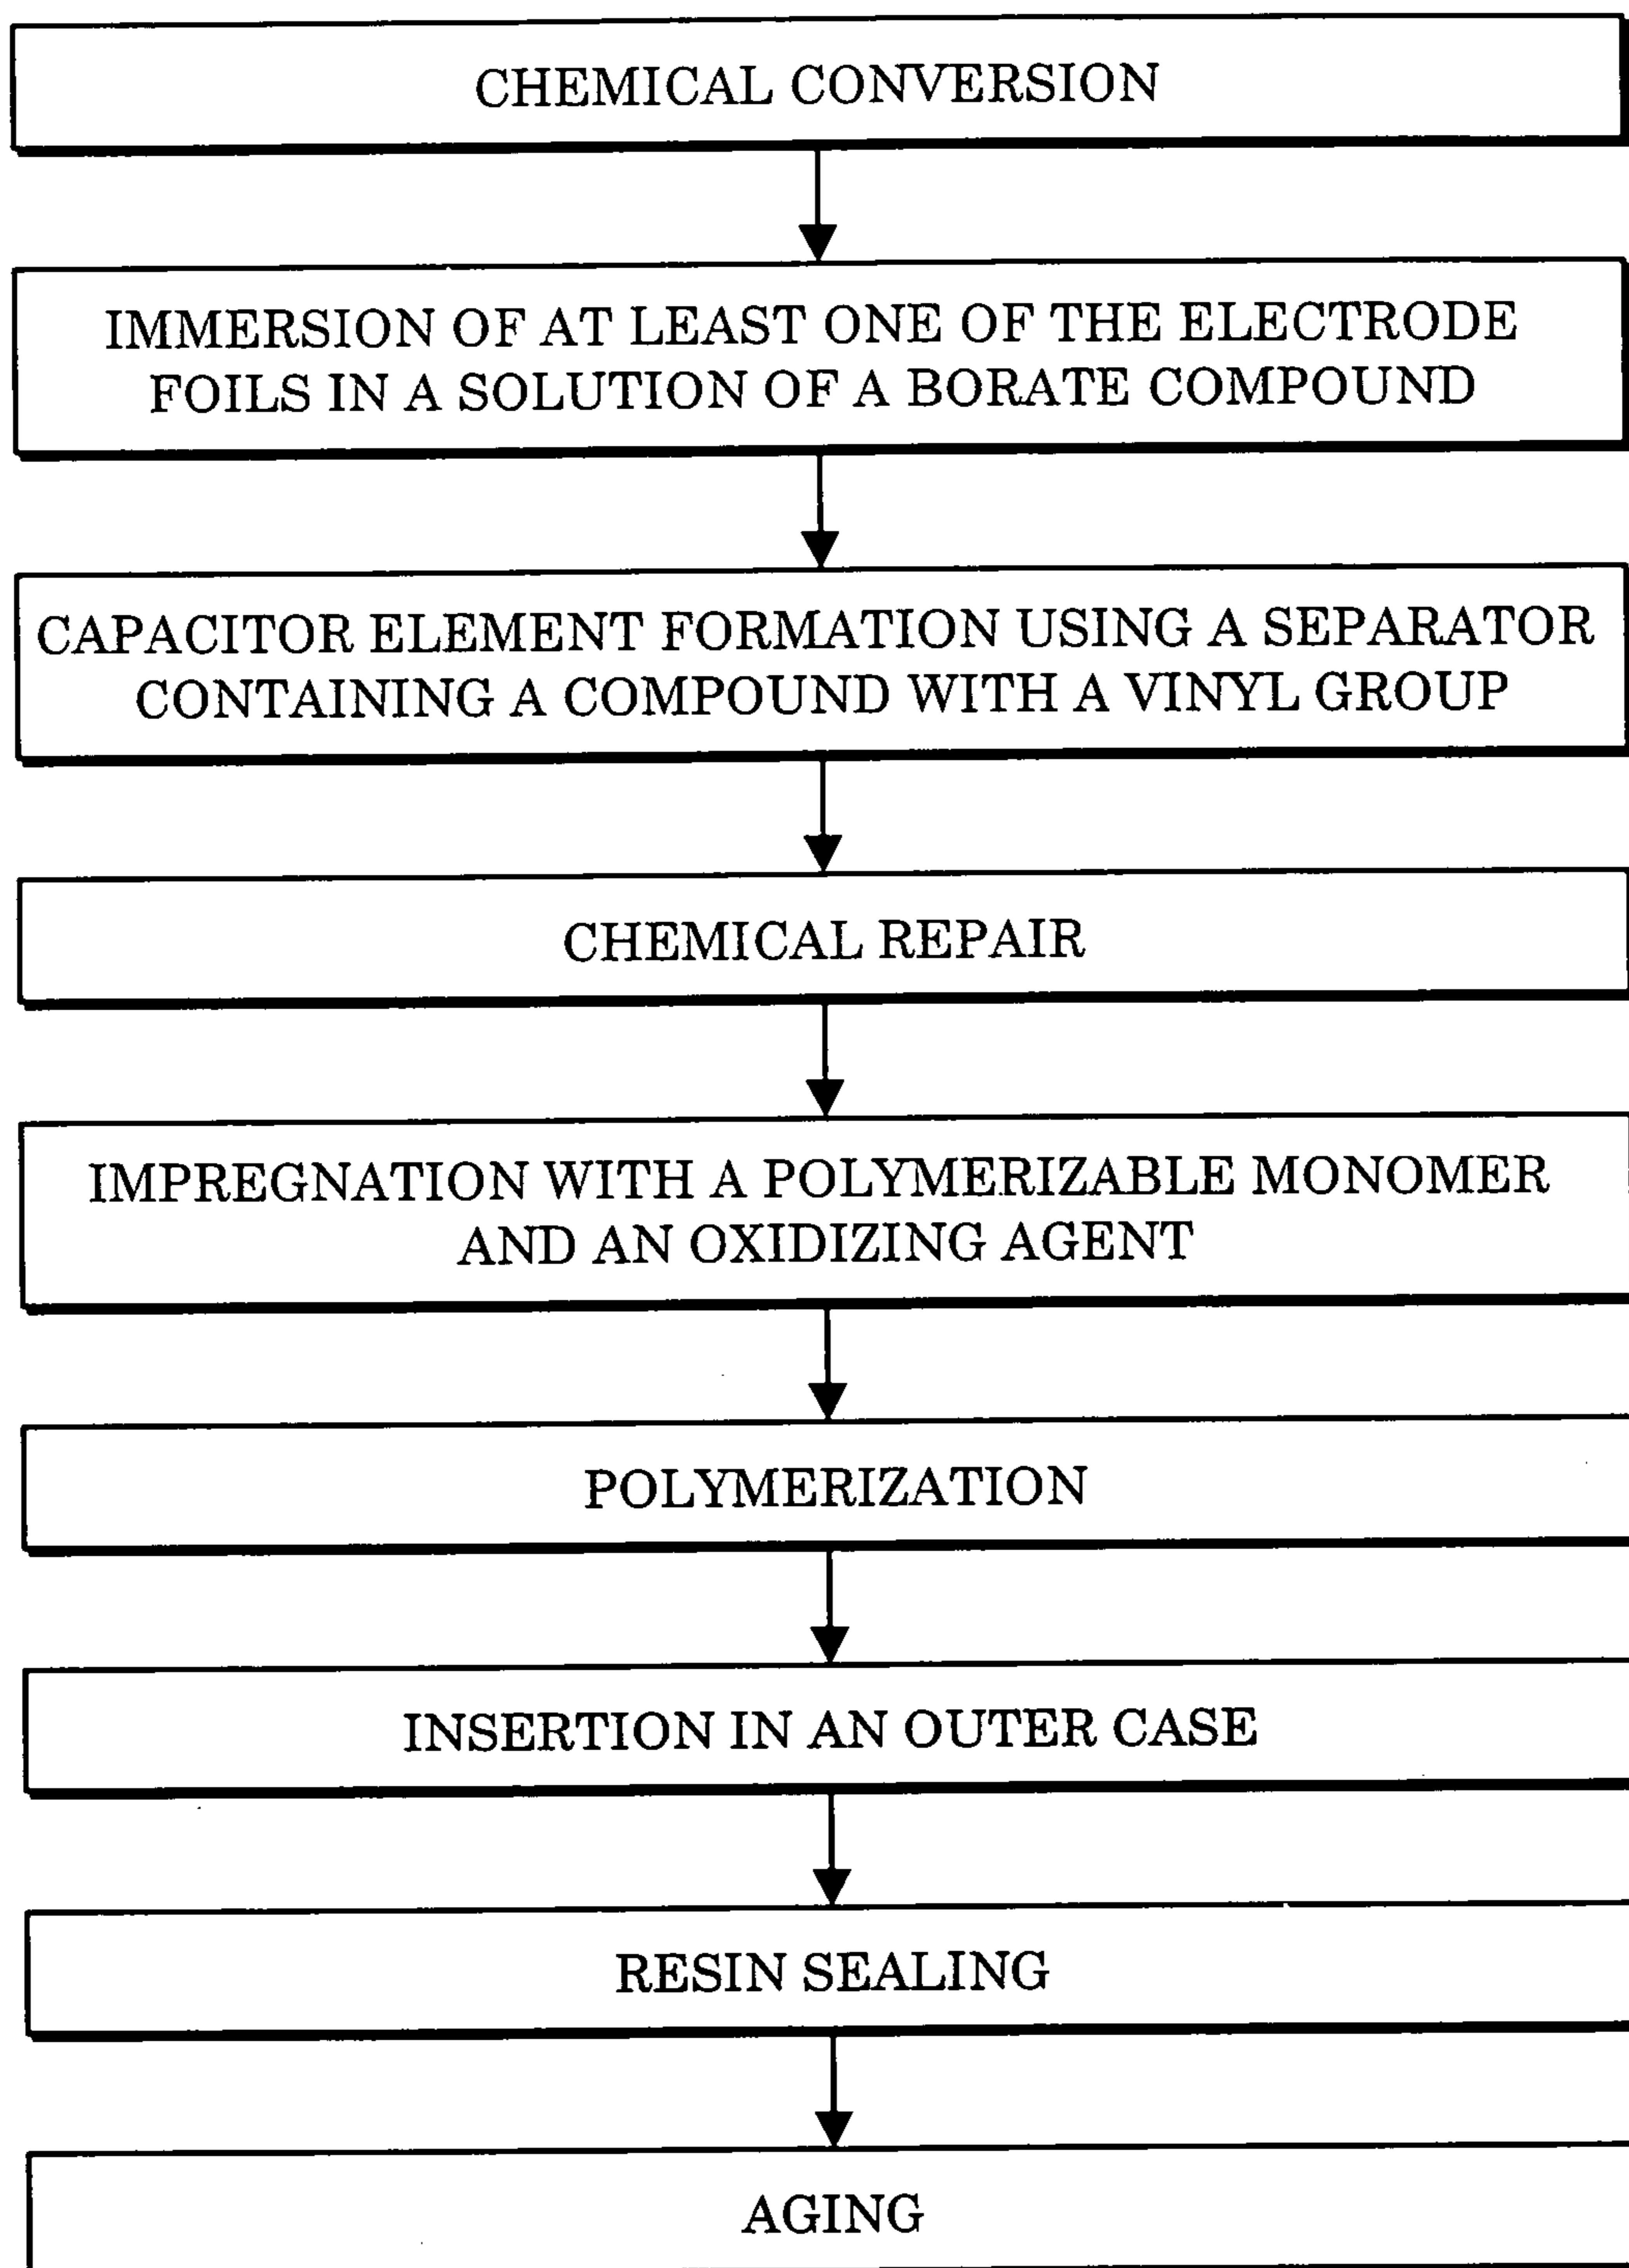 CHEMICAL CONVERSION
IMMERSION OF AT LEAST ONE OF THE ELECTRODE
FOILS IN A SOLUTION OF A BORATE COMPOUND
CAPACITOR ELEMENT FORMATION USING A SEPARATOR
CONTAINING A COMPOUND WITH A VINYL GROUP
CHEMICAL REPAIR
IMPREGNATION WITH A POLYMERIZABLE MONOMER
AND AN OXIDIZING AGENT
POLYMERIZATION
INSERTION IN AN OUTER CASE
RESIN SEALING
AGING